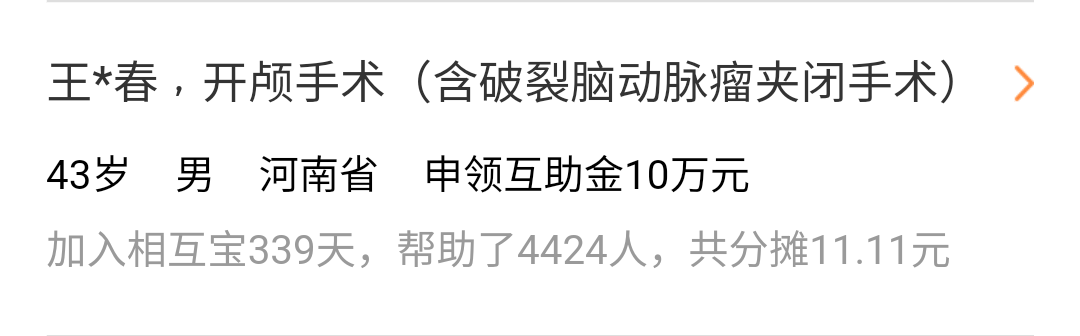 王*春，开颅手术（含破裂脑动脉瘤夹闭手术）
43岁 男 河南省 申领互助金10万元
加入相互宝339天，帮助了4424人，共分摊11.11元